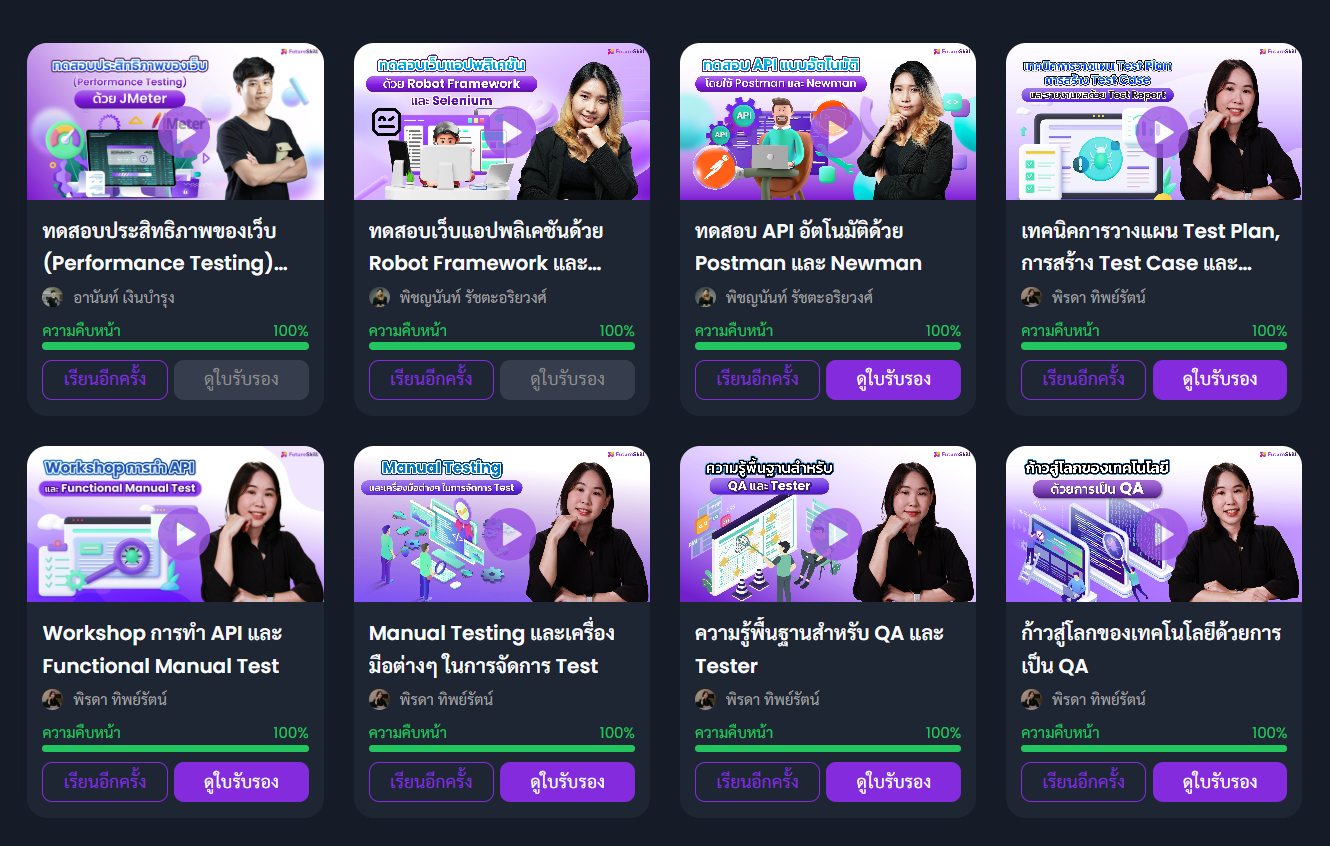 FutureSkill
ทดสอบประสิทธิภาพของเว็บ
(Performance Testing)
ด้วย JMeter
JMeter
ทดสอบประสิทธิภาพของเว็บ
(Performance Testing)...
อานันท์ เงินบำรุง
ความคืบหน้า 100%
เรียนอีกครั้ง ดูใบรับรอง
FutureSkill
ทดสอบเว็บแอปพลิเคชัน
ด้วย Robot Framework
และ Selenium
ทดสอบเว็บแอปพลิเคชันด้วย
Robot Framework และ...
พิชญนันท์ รัชตะอริยวงศ์
ความคืบหน้า 100%
เรียนอีกครั้ง ดูใบรับรอง
FutureSkill
ทดสอบ API แบบอัตโนมัติ
โดยใช้ Postman และ Newman
API
API
ทดสอบ API อัตโนมัติด้วย
Postman และ Newman
พิชญนันท์ รัชตะอริยวงศ์
ความคืบหน้า 100%
เรียนอีกครั้ง ดูใบรับรอง
FutureSkill
เทคนิคการวางแผน Test Plan
การสร้าง Test Case
และรายงานผลด้วย Test Report
เทคนิคการวางแผน Test Plan,
การสร้าง Test Case และ...
พิรดา ทิพย์รัตน์
ความคืบหน้า 100%
เรียนอีกครั้ง ดูใบรับรอง
FutureSkill
Workshop การทำ API
และ Functional Manual Test
Workshop การทำ API และ
Functional Manual Test
พิรดา ทิพย์รัตน์
ความคืบหน้า 100%
เรียนอีกครั้ง ดูใบรับรอง
FutureSkill
Manual Testing
และเครื่องมือต่างๆ ในการจัดการ Test
Manual Testing และเครื่อง
มือต่างๆ ในการจัดการ Test
พิรดา ทิพย์รัตน์
ความคืบหน้า 100%
เรียนอีกครั้ง ดูใบรับรอง
FutureSkill
ความรู้พื้นฐานสำหรับ
QA และ Tester
ความรู้พื้นฐานสำหรับ QA และ
Tester
พิรดา ทิพย์รัตน์
ความคืบหน้า 100%
เรียนอีกครั้ง ดูใบรับรอง
FutureSkill
ก้าวสู่โลกของเทคโนโลยี
ด้วยการเป็น QA
ก้าวสู่โลกของเทคโนโลยีด้วยการ
เป็น QA
พิรดา ทิพย์รัตน์
ความคืบหน้า 100%
เรียนอีกครั้ง ดูใบรับรอง